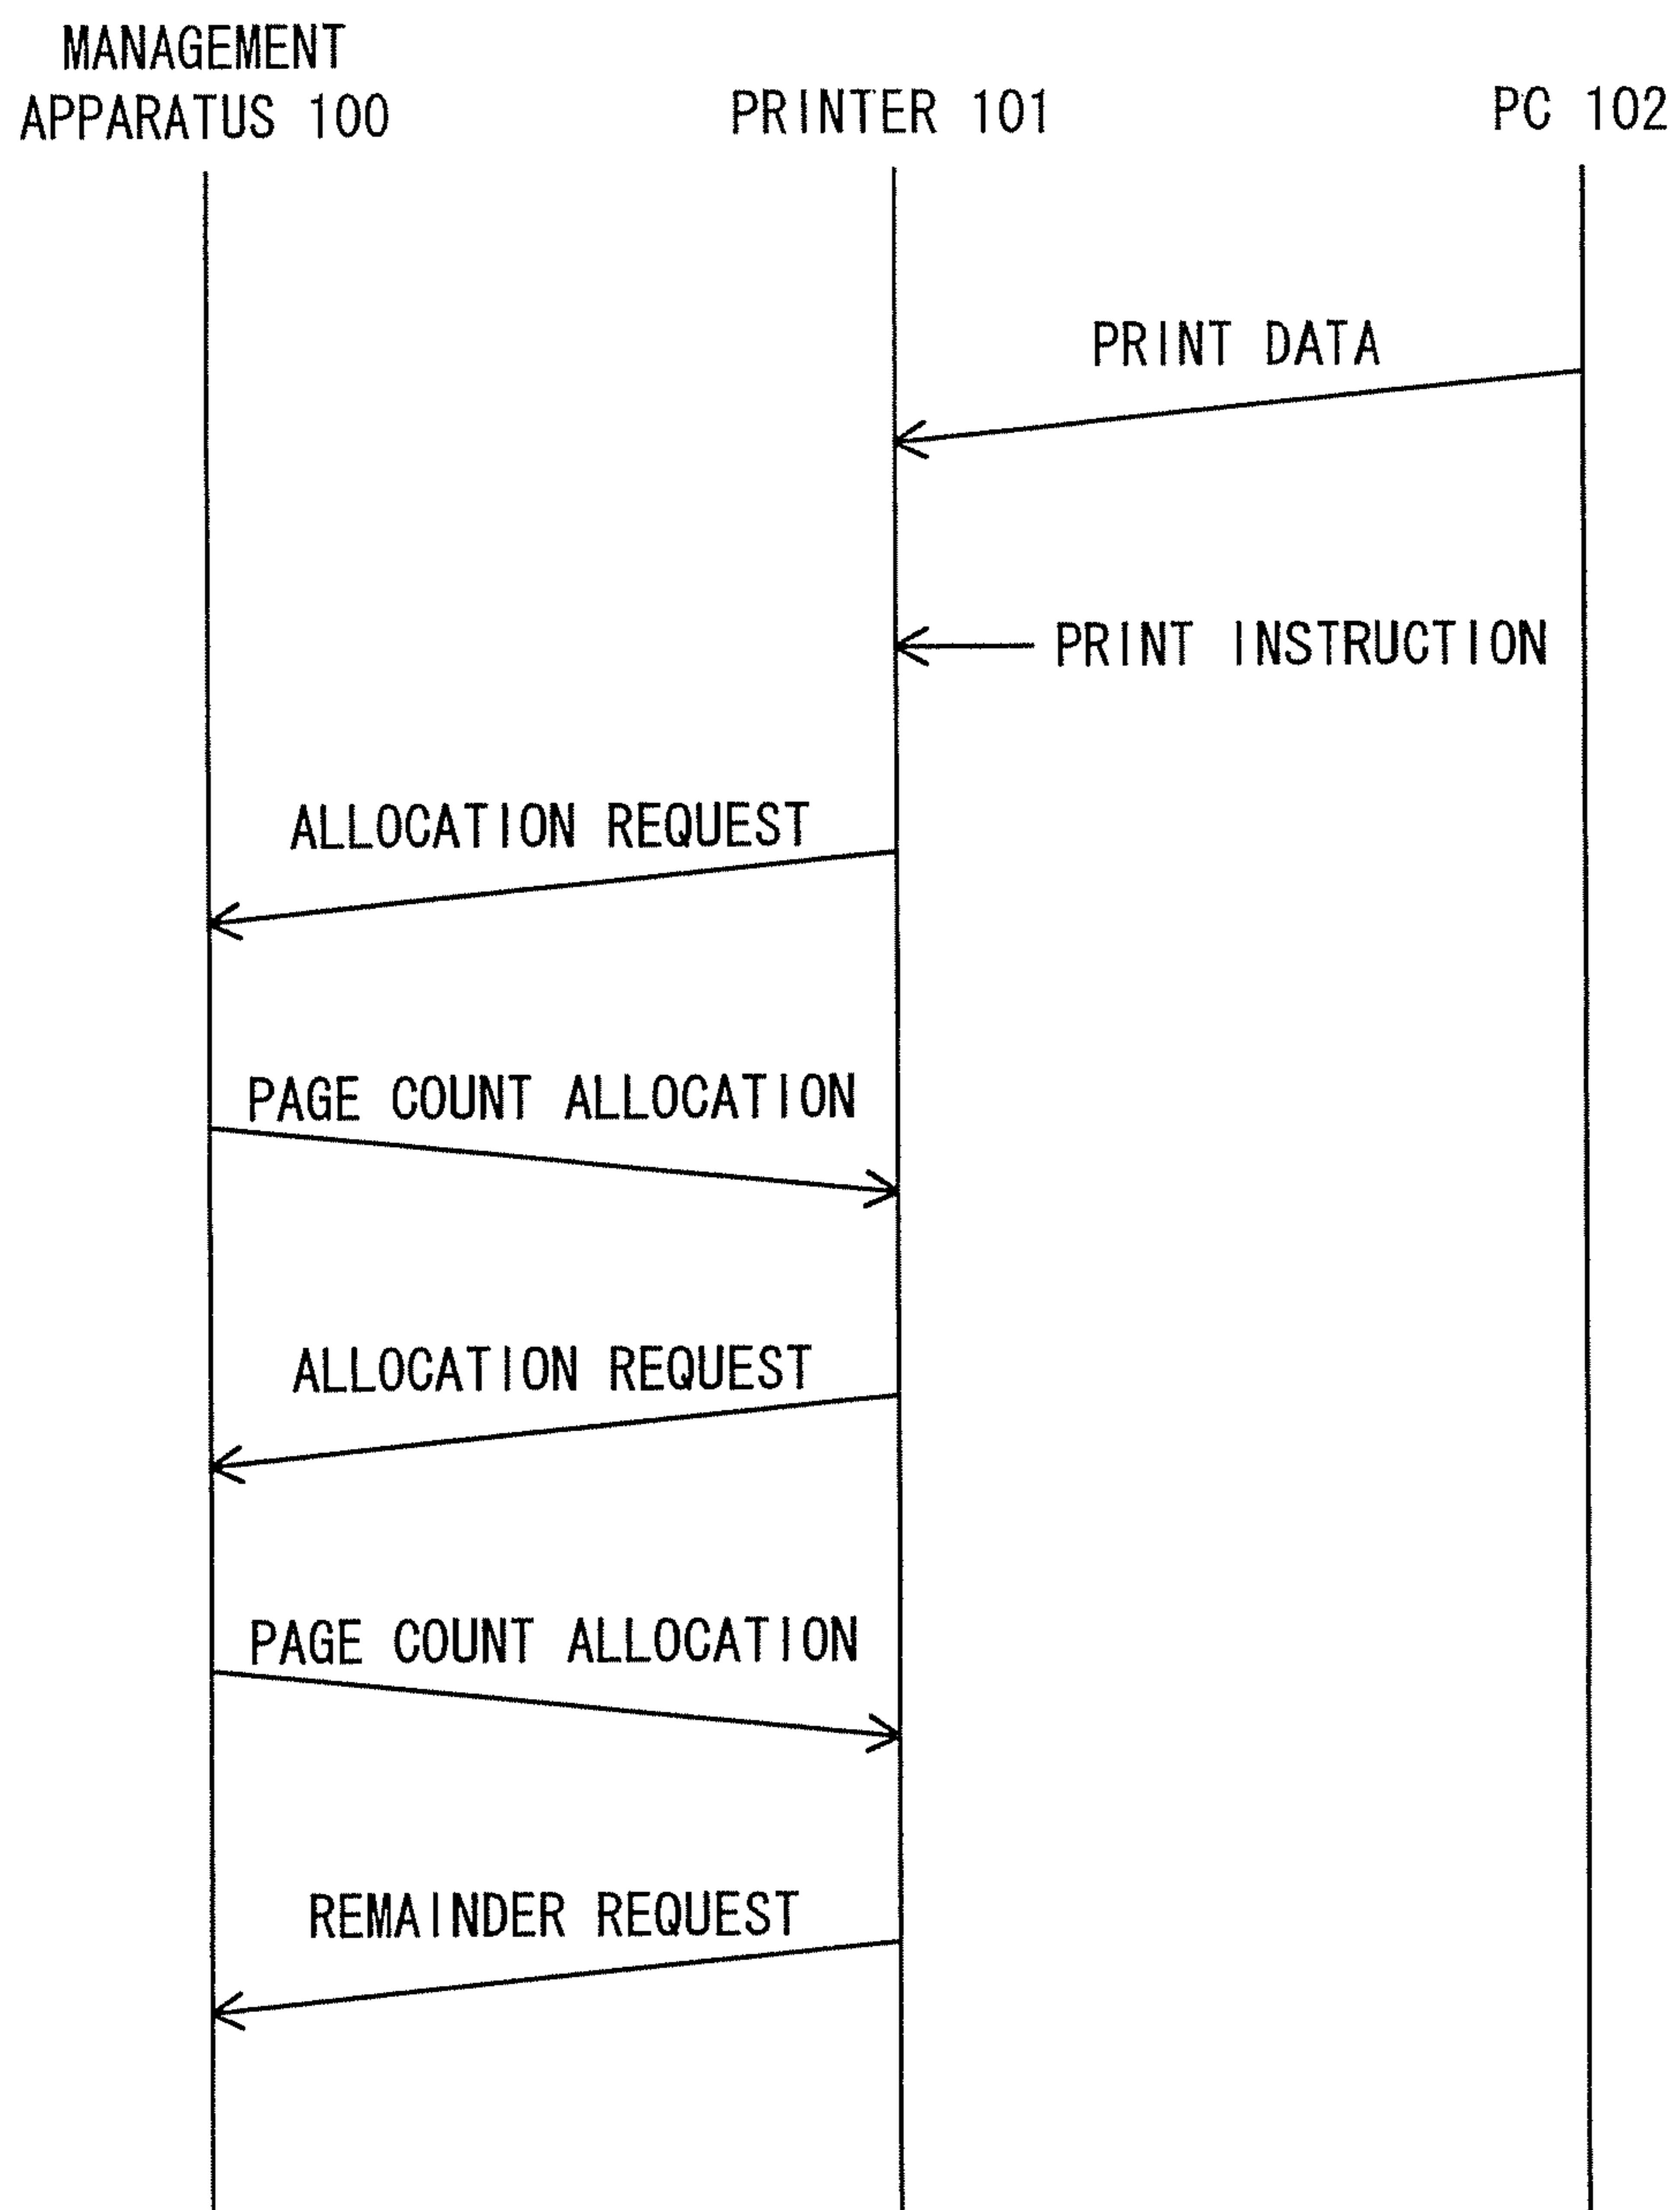 MANAGEMENT
APPARATUS 100
PRINTER 101
PC 102
PRINT DATA
PRINT INSTRUCTION
ALLOCATION REQUEST
PAGE COUNT ALLOCATION
ALLOCATION REQUEST
PAGE COUNT ALLOCATION
REMAINDER REQUEST